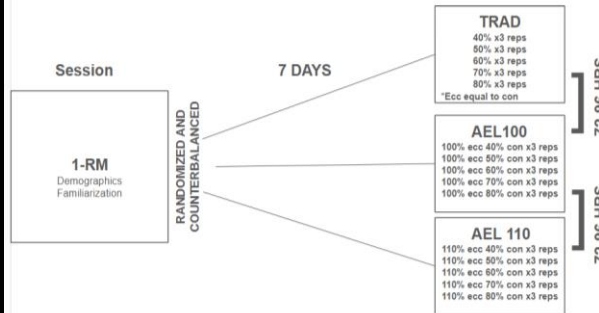 Session
7 DAYS
1-RM
Demographics
Familiarization
RANDOMIZED AND
COUNTERBALANCED
TRAD
40% x3 reps
50% x3 reps
60% x3 reps
70% x3 reps
80% x3 reps
*Ecc equal to con
AEL100
100% ecc 40% con x3 reps
100% ecc 50% con x3 reps
100% ecc 60% con x3 reps
100% ecc 70% con x3 reps
100% ecc 80% con x3 reps
AEL 110
110% ecc 40% con x3 reps
110% ecc 50% con x3 reps
110% ecc 60% con x3 reps
110% ecc 70% con x3 reps
110% ecc 80% con x3 reps